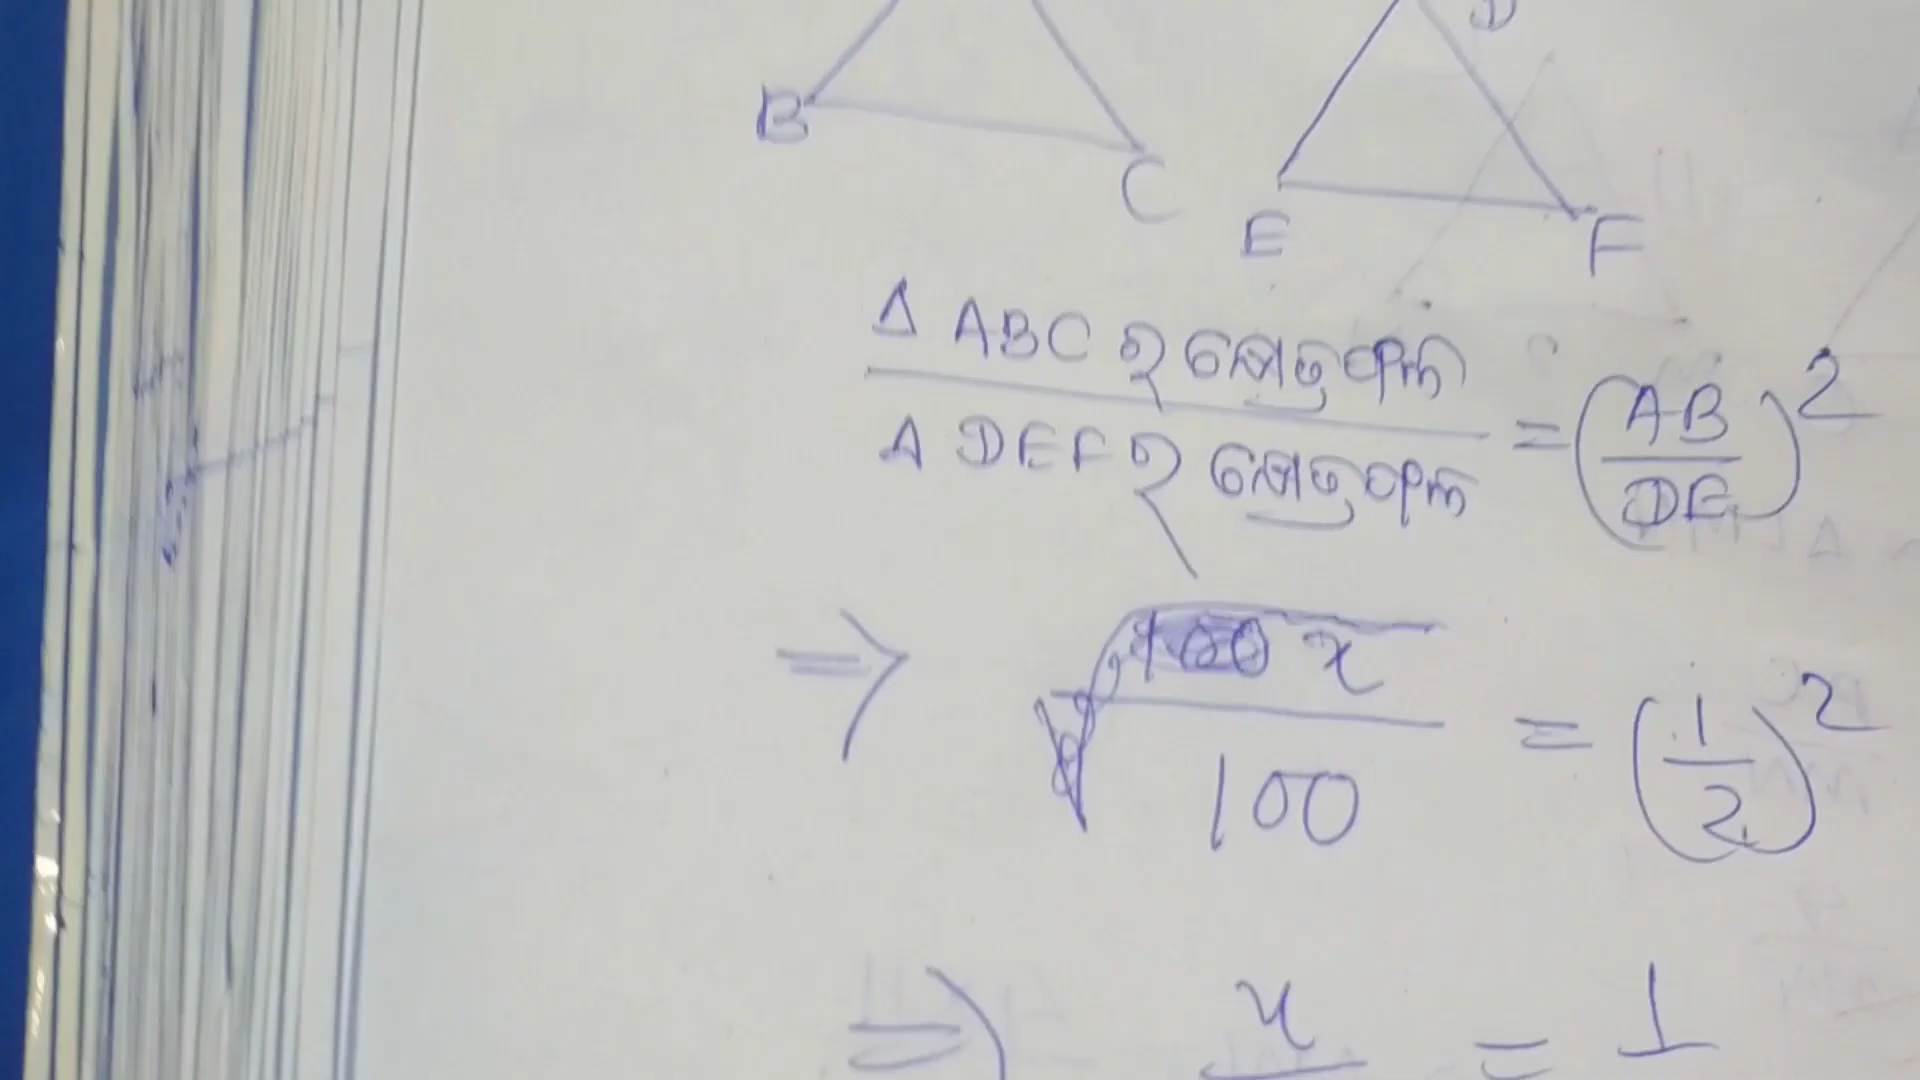 D
B
C
E
F
Δ ABC ର କ୍ଷେତ୍ରଫଳ
Δ DEF ର କ୍ଷେତ୍ରଫଳ
= (AB/DE)²
⇒ x/100 = (1/2)²
⇒ x = 1